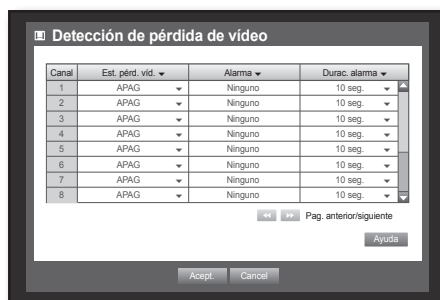 Detección de pérdida de vídeo
Canal Est. pérd. víd. Alarma Durac. alarma
1 APAG Ninguno 10 seg.
2 APAG Ninguno 10 seg.
3 APAG Ninguno 10 seg.
4 APAG Ninguno 10 seg.
5 APAG Ninguno 10 seg.
6 APAG Ninguno 10 seg.
7 APAG Ninguno 10 seg.
8 APAG Ninguno 10 seg.
Pag. anterior/siguiente
Ayuda
Acept. Cancel